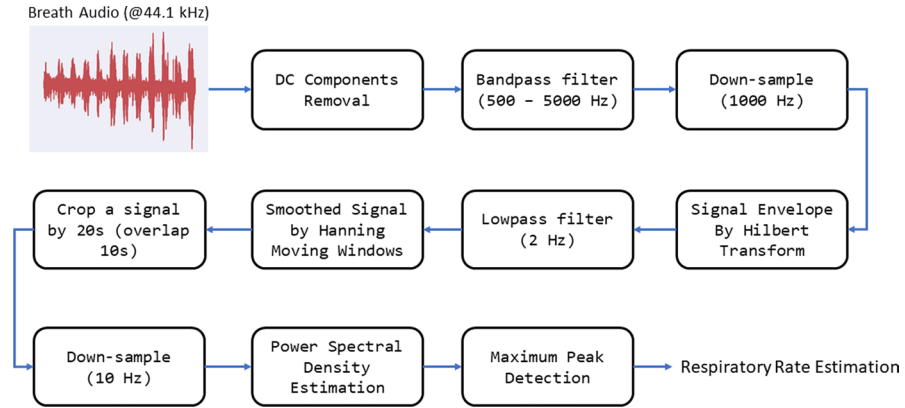 Breath Audio (@44.1 kHz)
DC Components
Removal
Bandpass filter
(500 – 5000 Hz)
Down-sample
(1000 Hz)
Signal Envelope
By Hilbert
Transform
Lowpass filter
(2 Hz)
Smoothed Signal
by Hanning
Moving Windows
Crop a signal
by 20s (overlap
10s)
Down-sample
(10 Hz)
Power Spectral
Density
Estimation
Maximum Peak
Detection
Respiratory Rate Estimation